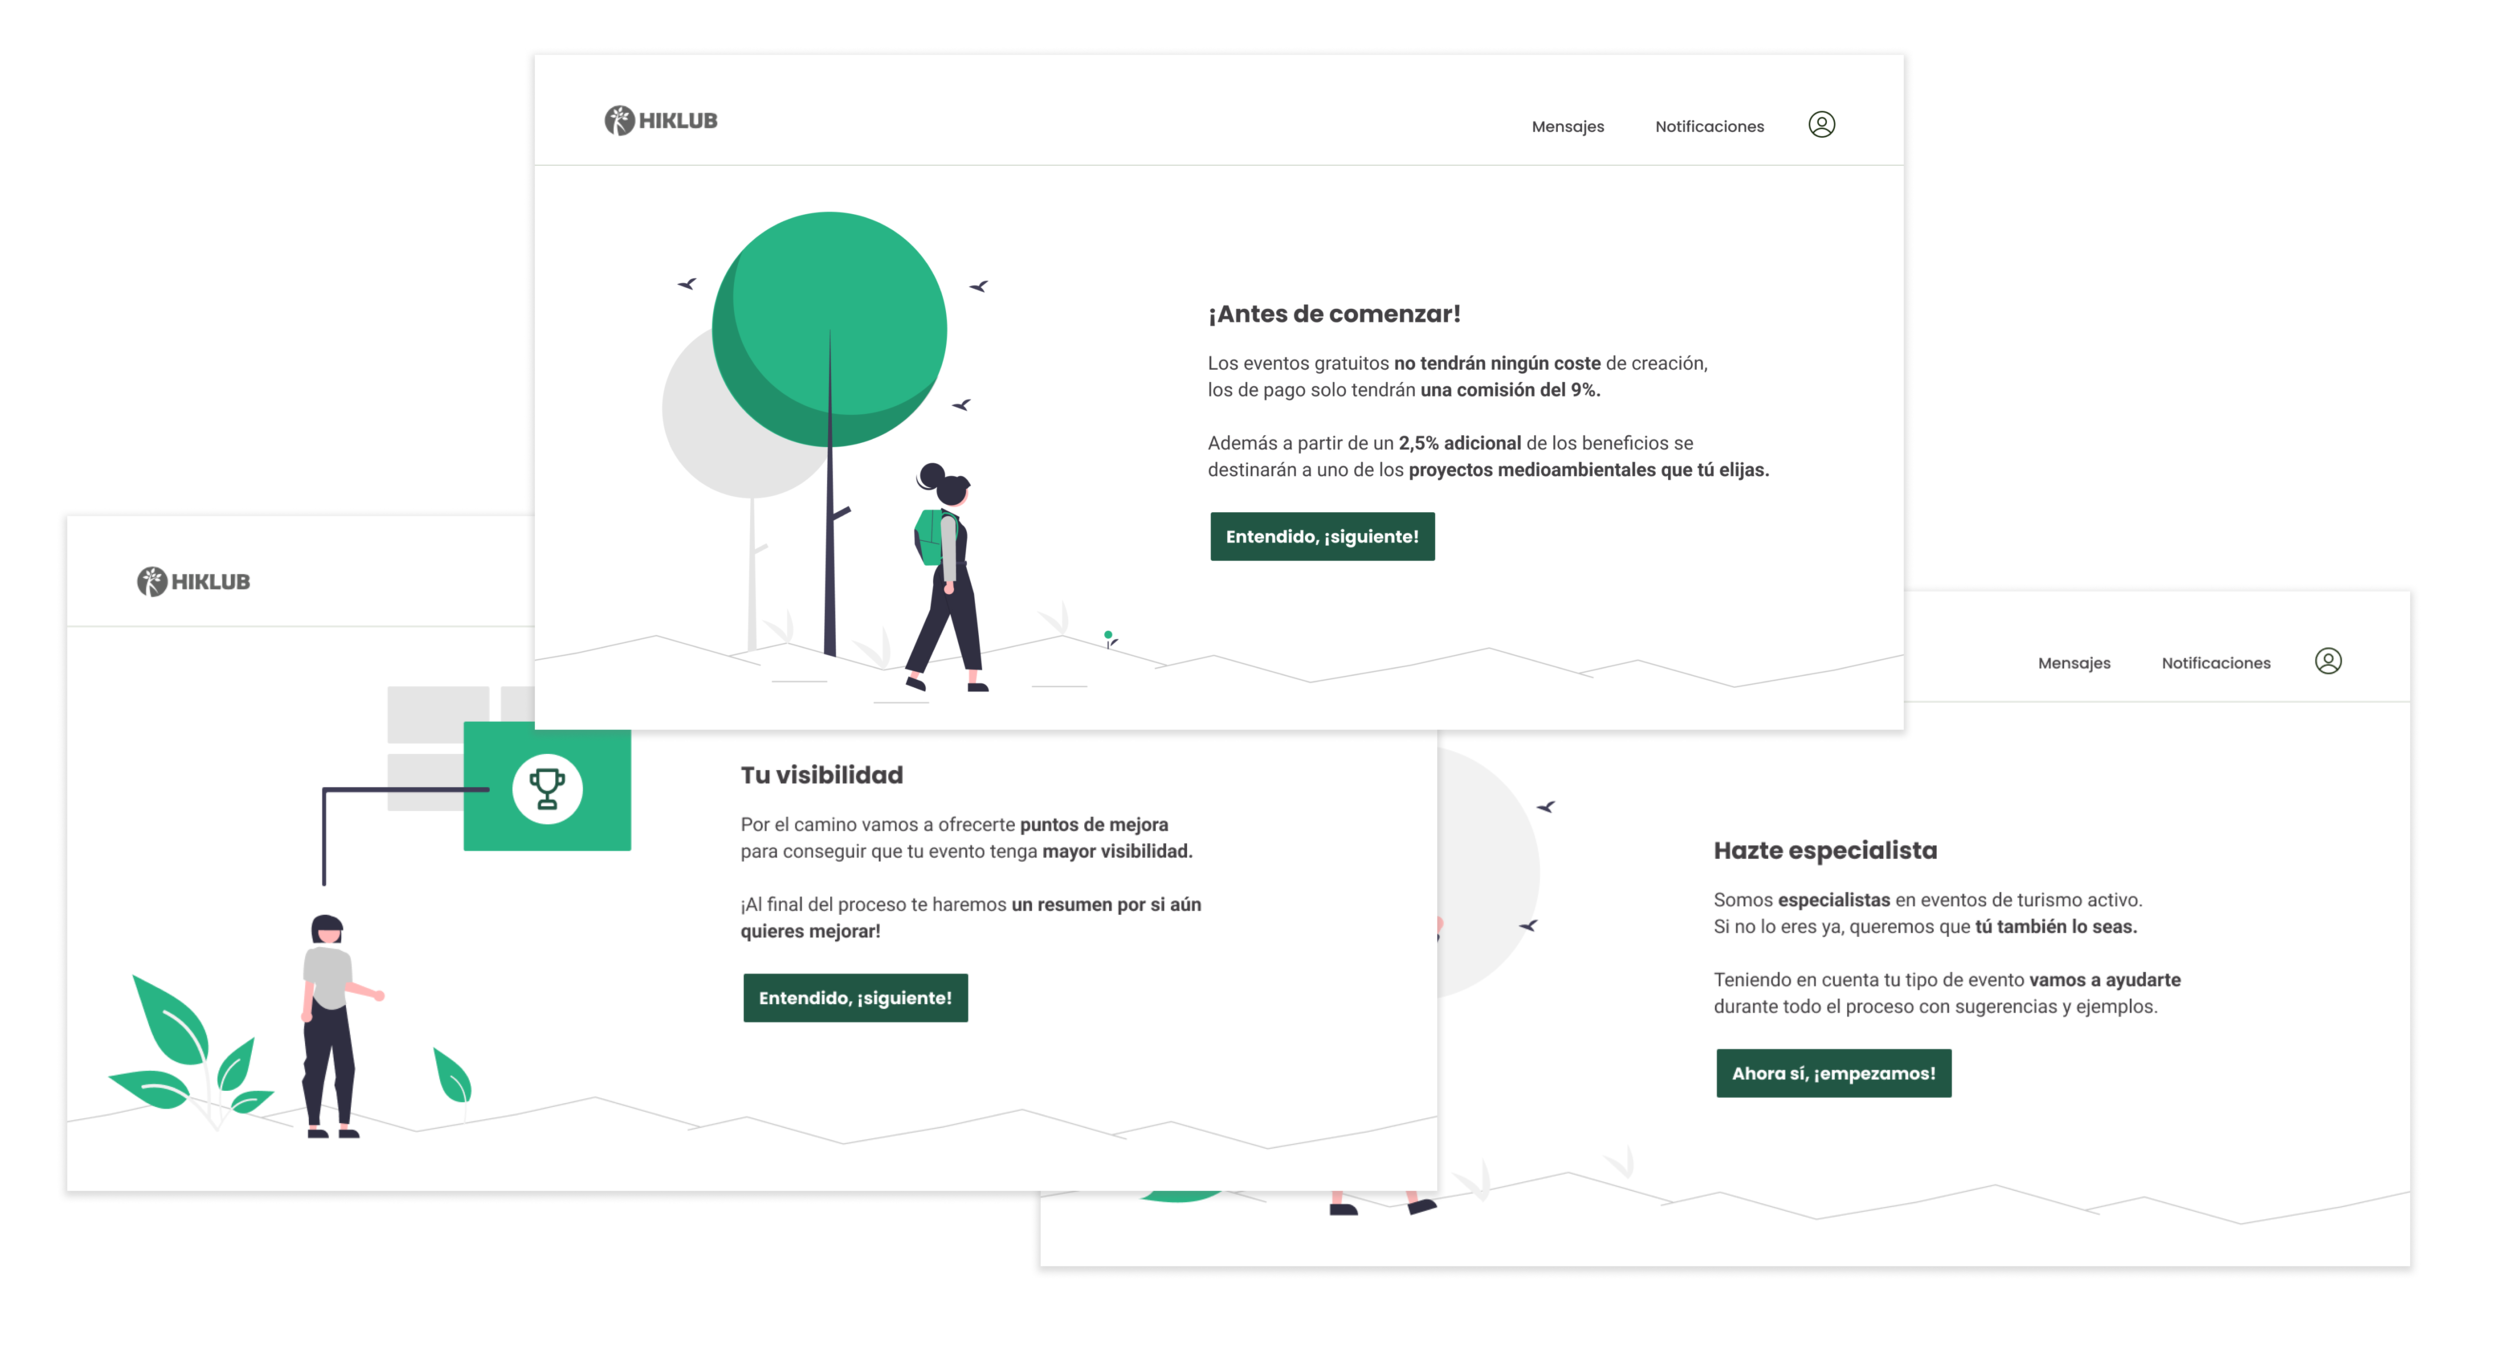 HIKLUB
Mensajes
Notificaciones
¡Antes de comenzar!
Los eventos gratuitos no tendrán ningún coste de creación,
los de pago solo tendrán una comisión del 9%.
Además a partir de un 2,5% adicional de los beneficios se
destinarán a uno de los proyectos medioambientales que tú elijas.
Entendido, ¡siguiente!
HIKLUB
Tu visibilidad
Por el camino vamos a ofrecerte puntos de mejora
para conseguir que tu evento tenga mayor visibilidad.
¡Al final del proceso te haremos un resumen por si aún
quieres mejorar!
Entendido, ¡siguiente!
Mensajes
Notificaciones
Hazte especialista
Somos especialistas en eventos de turismo activo.
Si no lo eres ya, queremos que tú también lo seas.
Teniendo en cuenta tu tipo de evento vamos a ayudarte
durante todo el proceso con sugerencias y ejemplos.
Ahora sí, ¡empezamos!